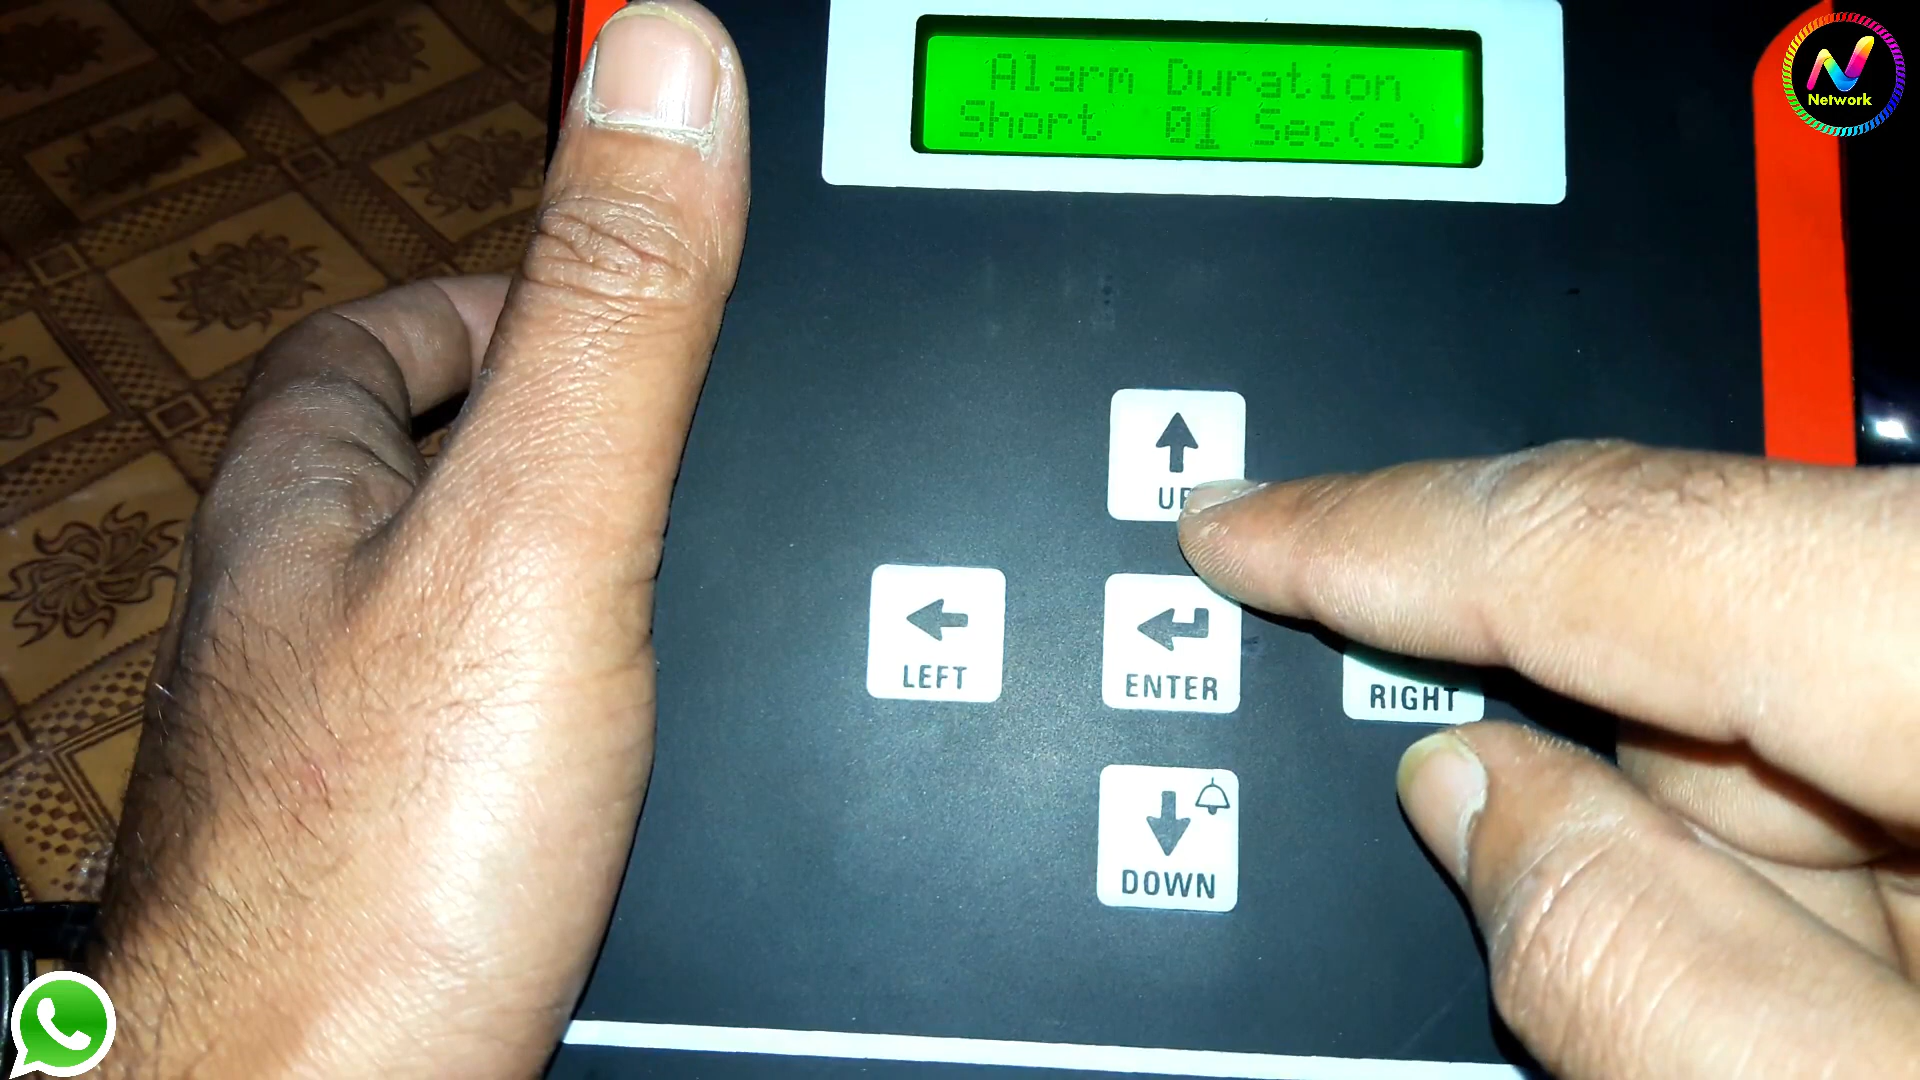 Alarm Duration
Short 01 Sec(s)
Network
UP
LEFT
ENTER
RIGHT
DOWN